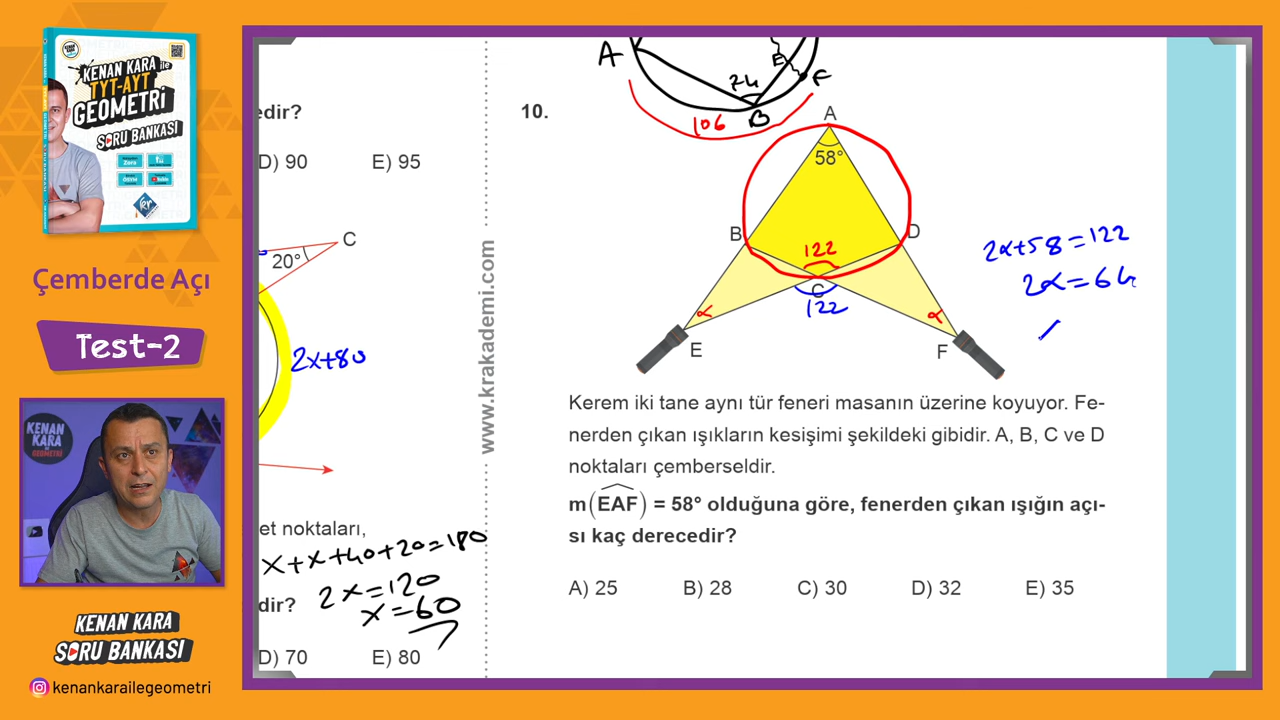 KENAN KARA ile
TYT-AYT
GEOMETRİ
SORU BANKASI
Çemberde Açı
Test-2
KENAN
KARA
ile
GEOMETRİ
KENAN KARA
SORU BANKASI
kenankarailegeometri
edir?
D) 90 E) 95
C
20°
2x+80
et noktaları,
x+x+40+20=180
2x=120
dir?
x=60
D) 70 E) 80
www.krakademi.com
A
E
F
74
B
106
10.
A
58°
B
D
122
C
122
α
α
E
F
2α+58=122
2α=64
Kerem iki tane aynı tür feneri masanın üzerine koyuyor. Fe-
nerden çıkan ışıkların kesişimi şekildeki gibidir. A, B, C ve D
noktaları çemberseldir.
m(EAF) = 58° olduğuna göre, fenerden çıkan ışığın açı-
sı kaç derecedir?
A) 25 B) 28 C) 30 D) 32 E) 35